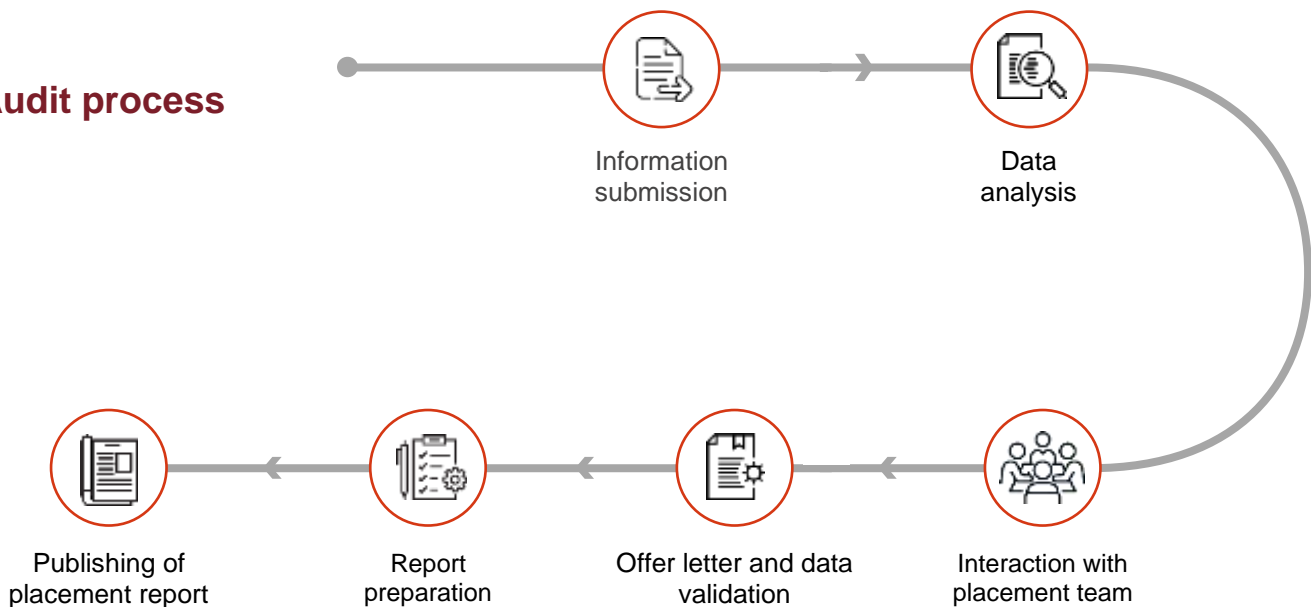 Audit process
Information
submission
Data
analysis
Publishing of
placement report
Report
preparation
Offer letter and data
validation
Interaction with
placement team